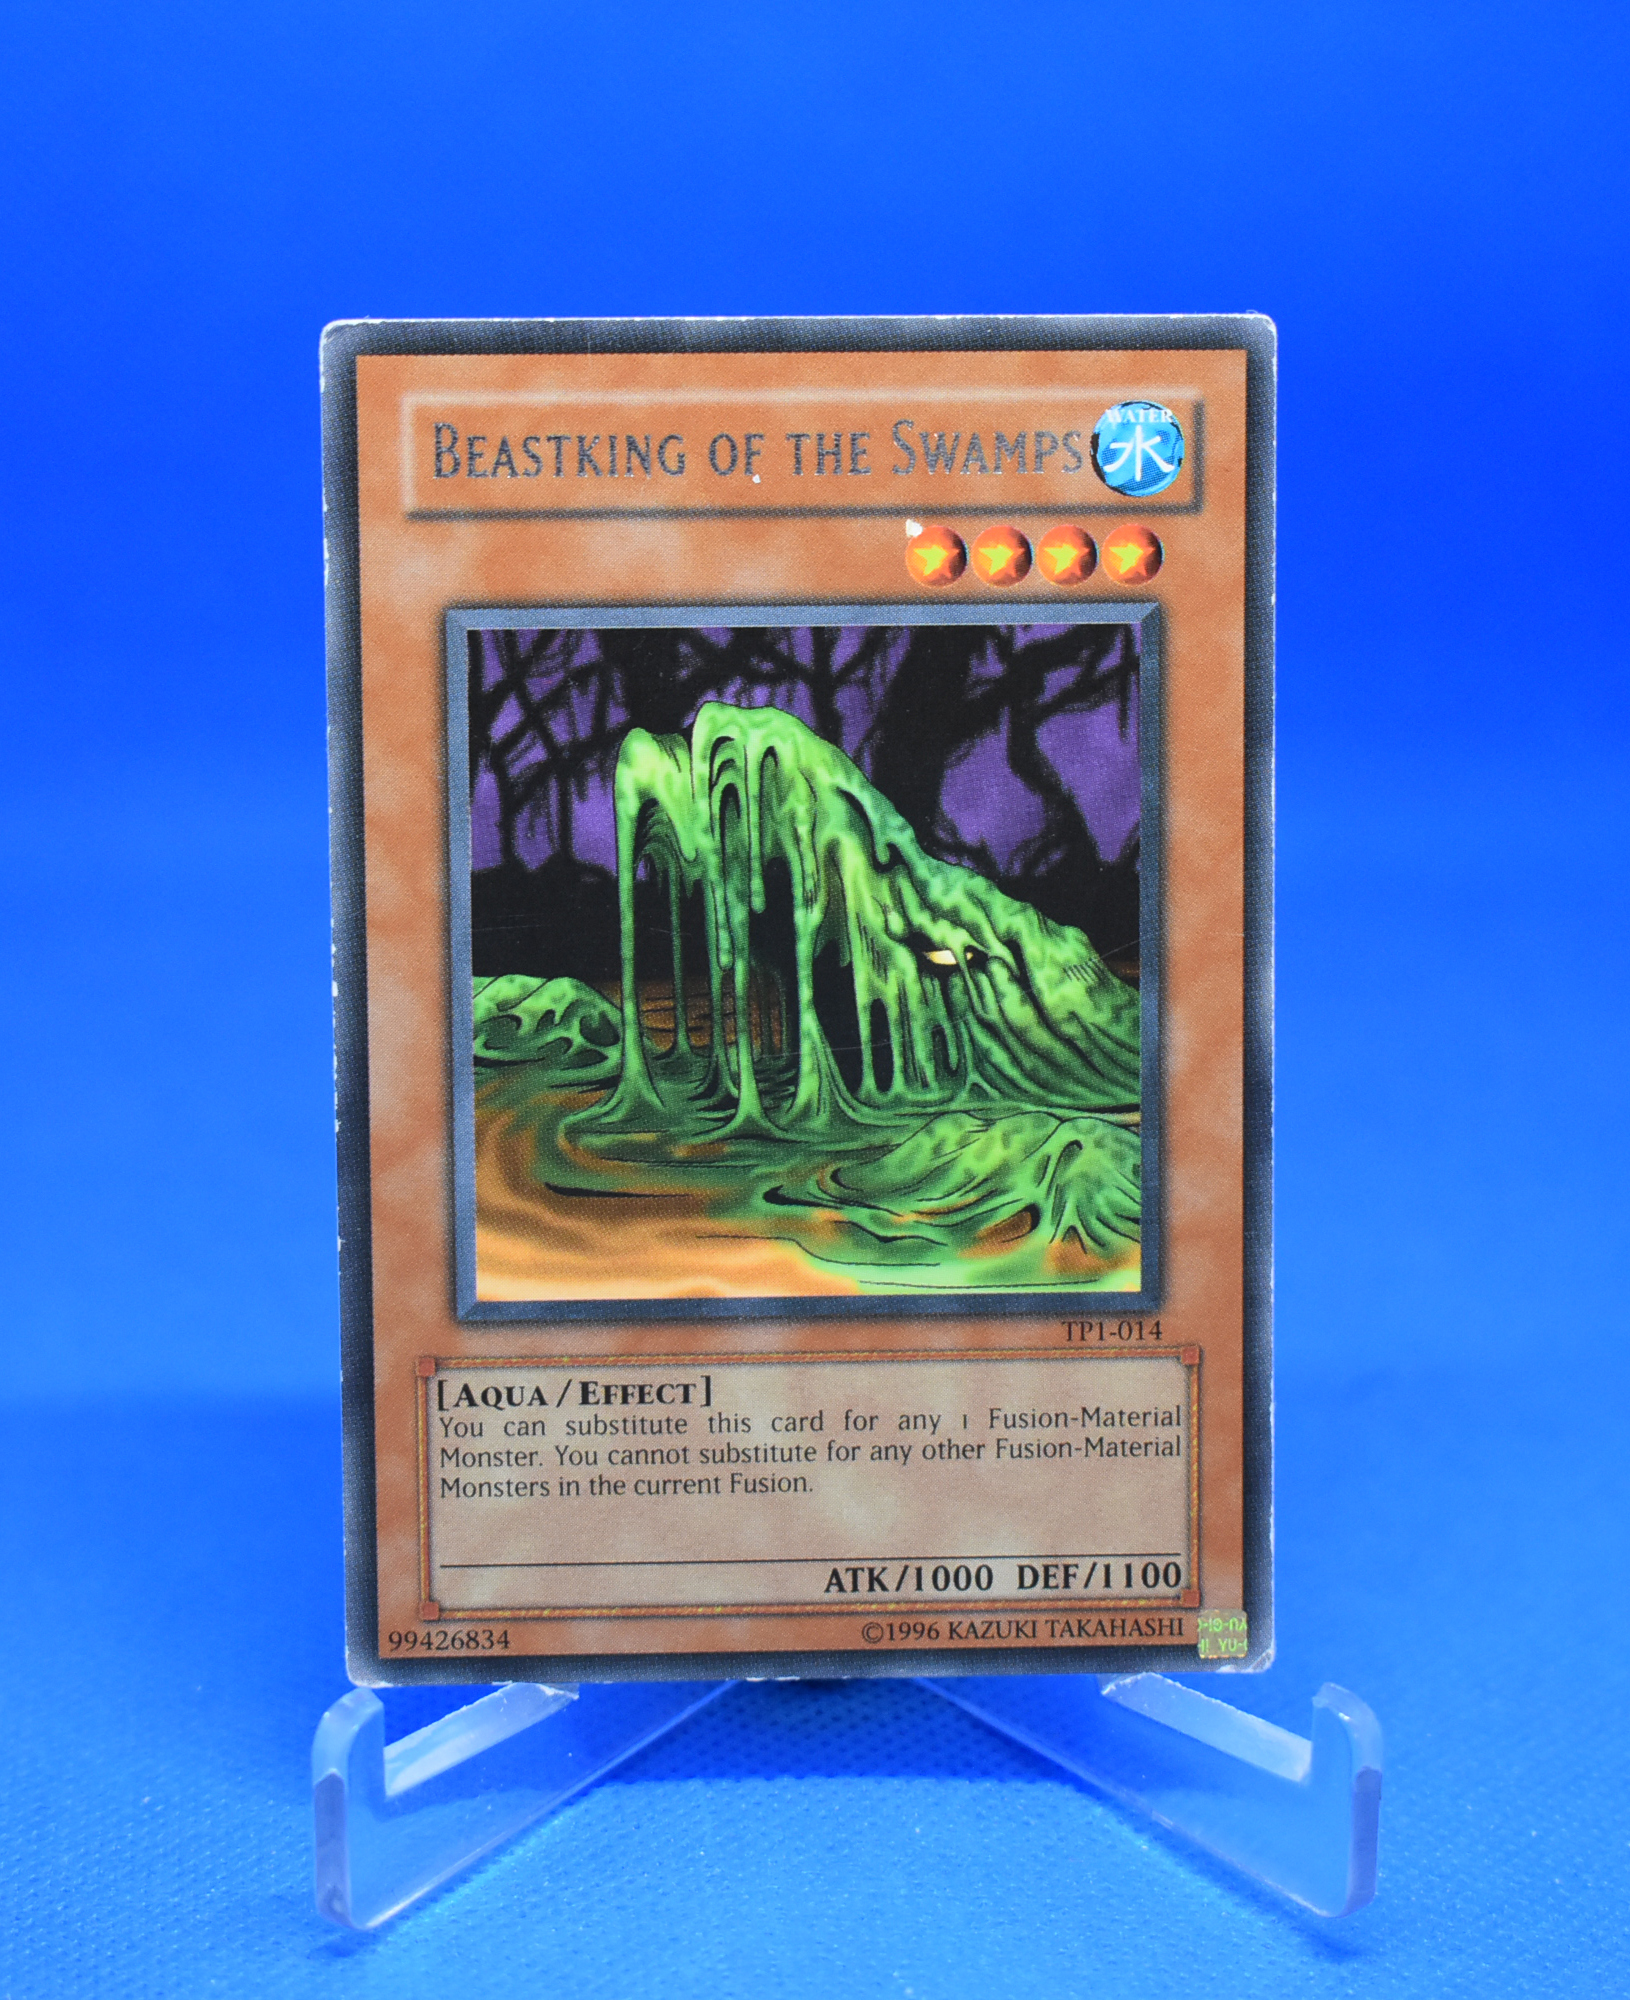 Beastking of the Swamps
WATER
水
TP1-014
[Aqua / Effect]
You can substitute this card for any 1 Fusion-Material
Monster. You cannot substitute for any other Fusion-Material
Monsters in the current Fusion.
ATK/1000 DEF/1100
99426834
©1996 KAZUKI TAKAHASHI